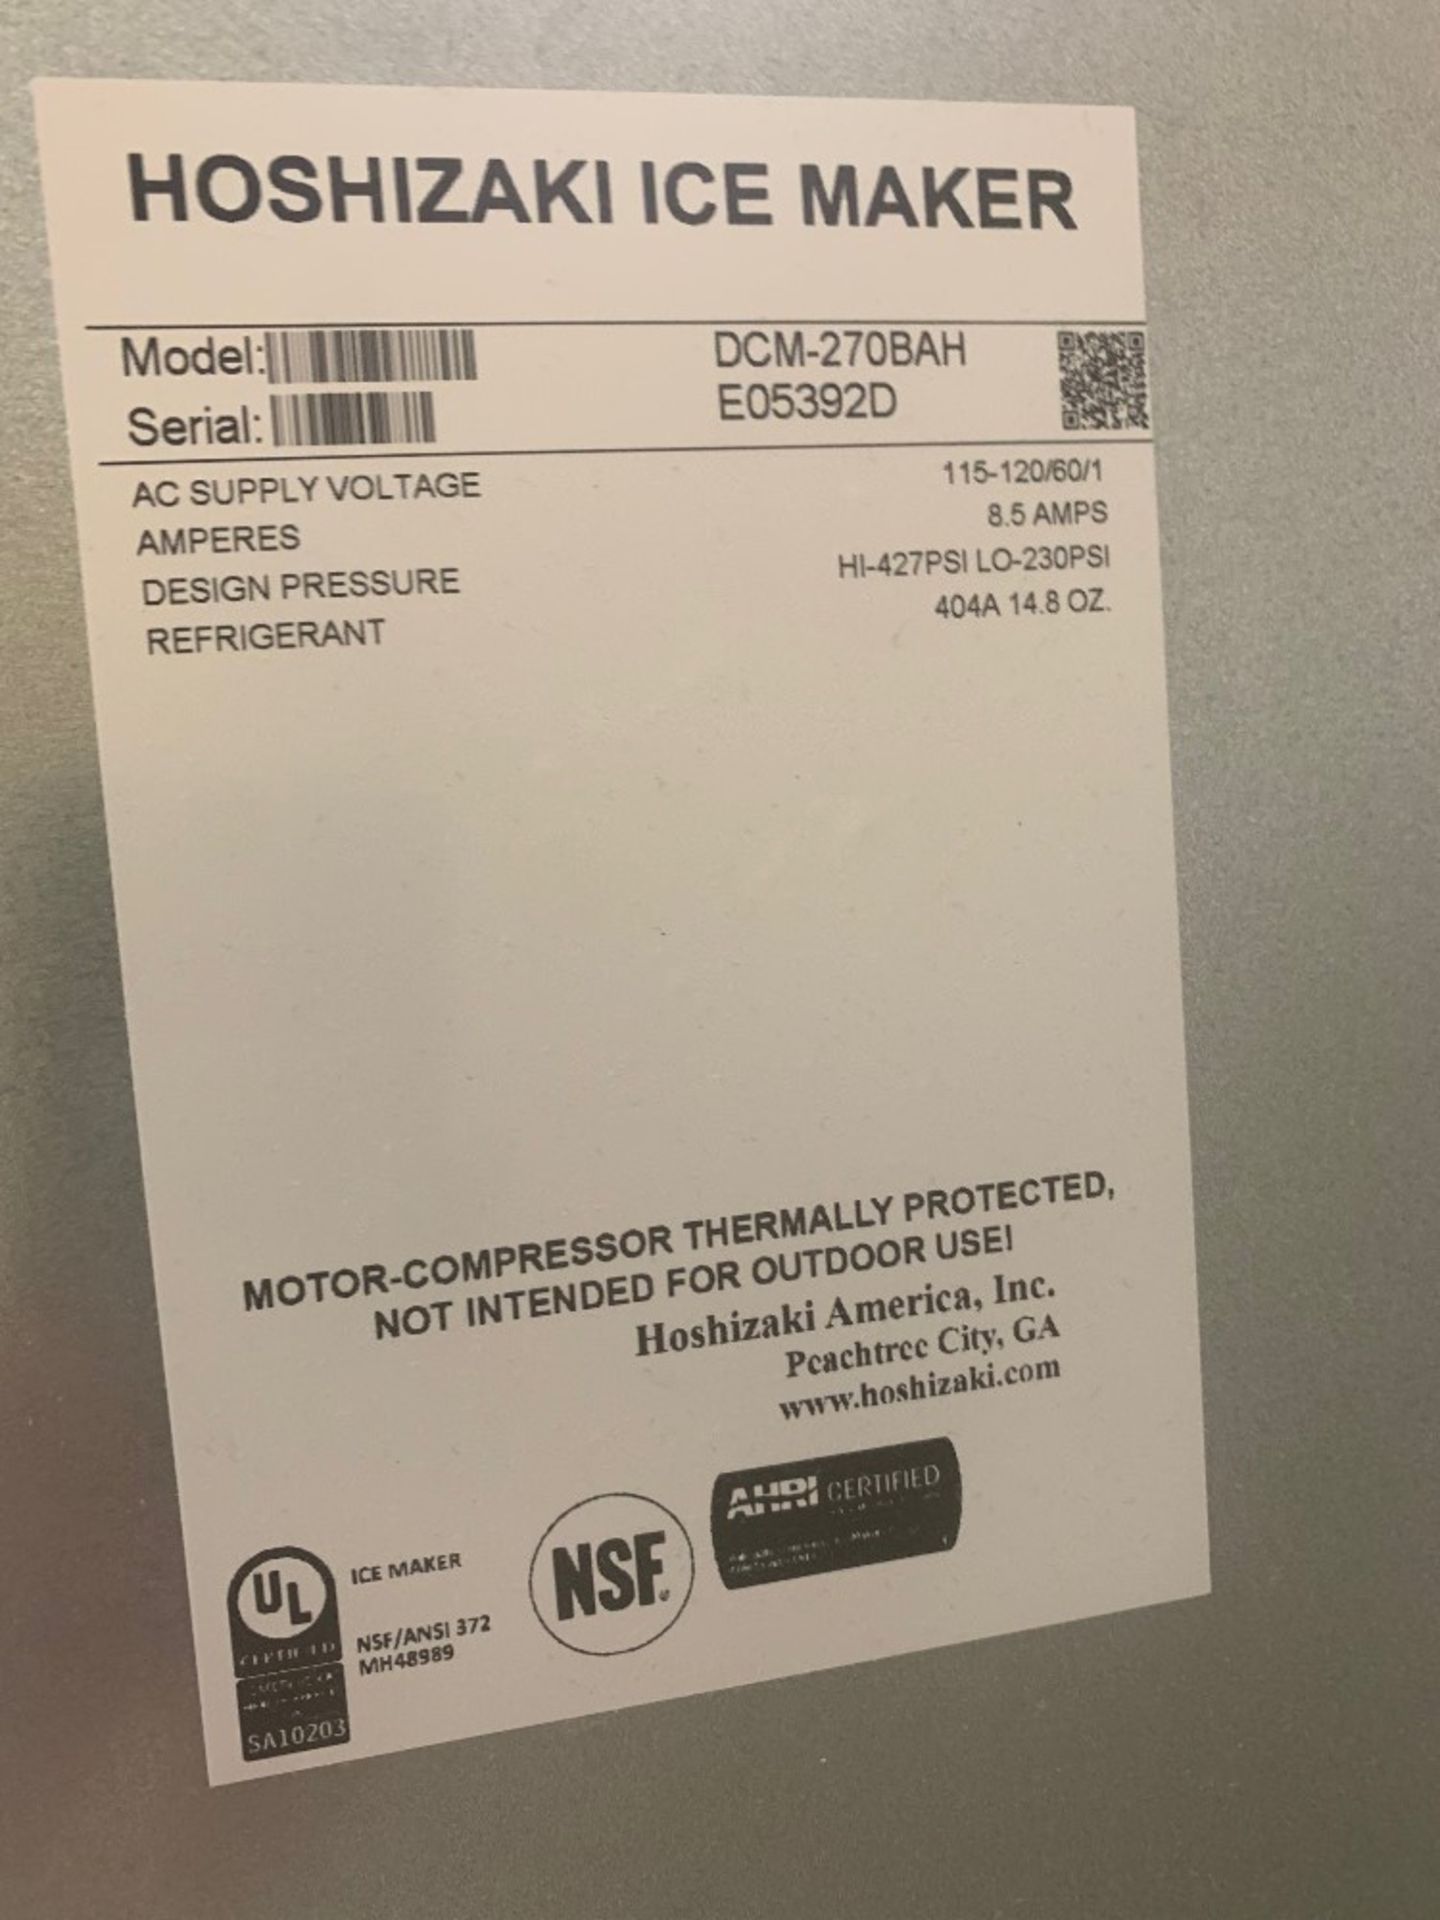 HOSHIZAKI ICE MAKER
Model: DCM-270BAH
Serial: E05392D
AC SUPPLY VOLTAGE 115-120/60/1
AMPERES 8.5 AMPS
DESIGN PRESSURE HI-427PSI LO-230PSI
REFRIGERANT 404A 14.8 OZ.
MOTOR-COMPRESSOR THERMALLY PROTECTED,
NOT INTENDED FOR OUTDOOR USE!
Hoshizaki America, Inc.
Peachtree City, GA
www.hoshizaki.com
AHRI CERTIFIED
NSF
UL
CERTIFIED
SA10203
ICE MAKER
NSF/ANSI 372
MH48989